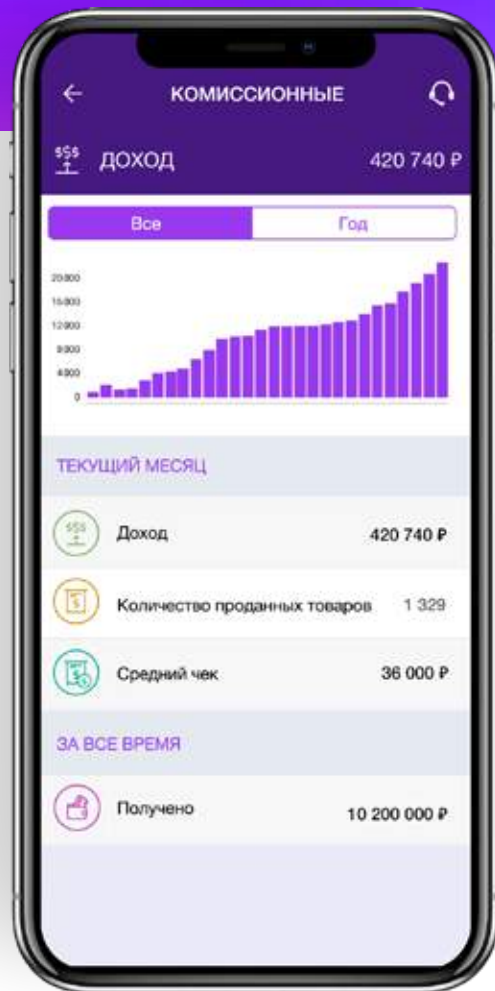 КОМИССИОННЫЕ
$$$ ДОХОД 420 740 ₽
Все Год
20 000
16 000
12 000
8 000
4 000
0
ТЕКУЩИЙ МЕСЯЦ
$$$ Доход 420 740 ₽
$ Количество проданных товаров 1 329
$ Средний чек 36 000 ₽
ЗА ВСЕ ВРЕМЯ
Получено 10 200 000 ₽